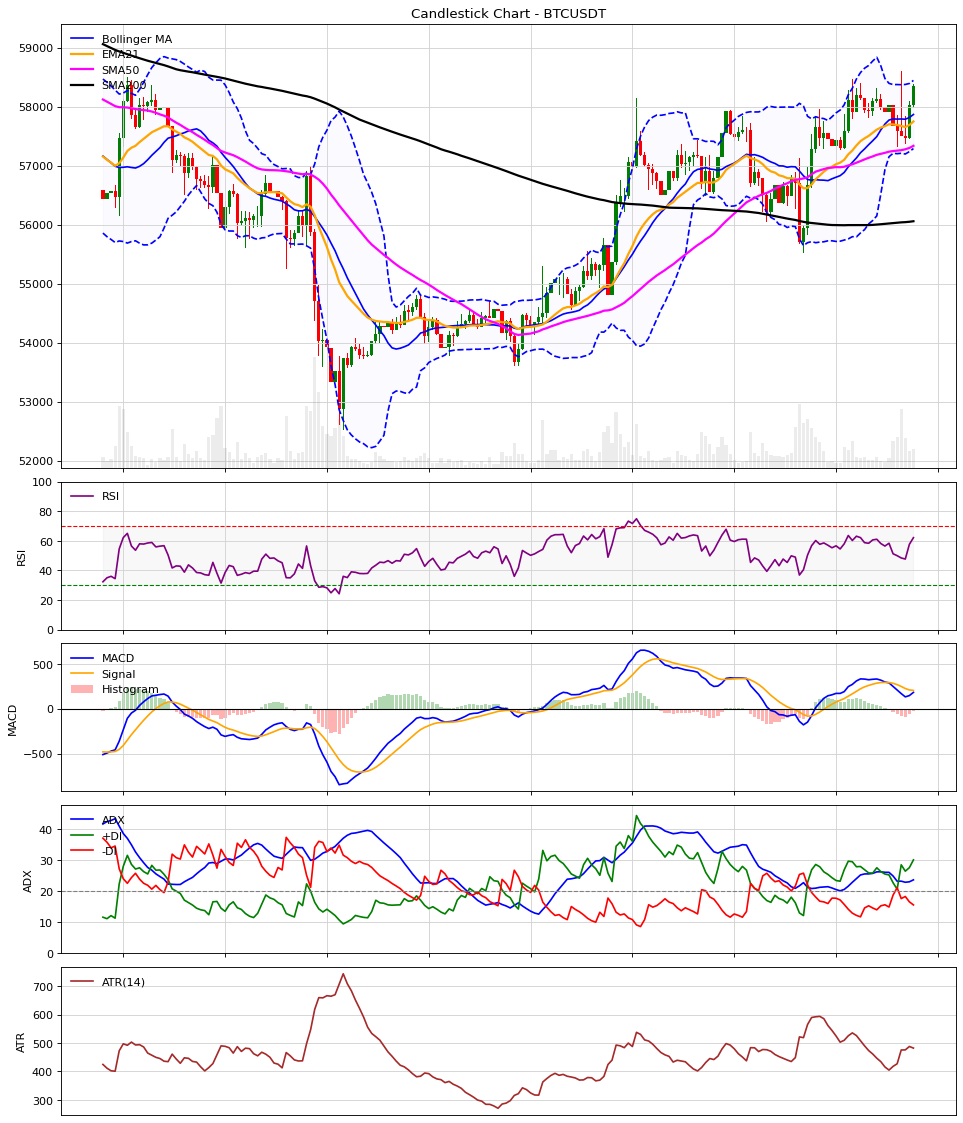 Candlestick Chart - BTCUSDT
Bollinger MA
EMA21
SMA50
SMA200
59000
58000
57000
56000
55000
54000
53000
52000
RSI
100
80
60
40
20
0
RSI
MACD
Signal
Histogram
500
0
−500
MACD
ADX
+DI
-DI
40
30
20
10
0
ADX
ATR(14)
700
600
500
400
300
ATR